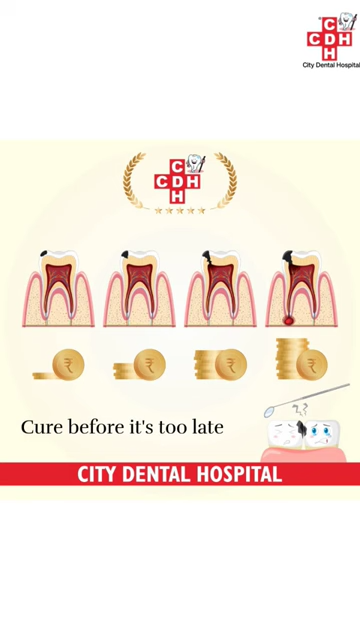 C
CDH
H
City Dental Hospital
C
CDH
H
₹ ₹ ₹ ₹
Cure before it's too late
CITY DENTAL HOSPITAL